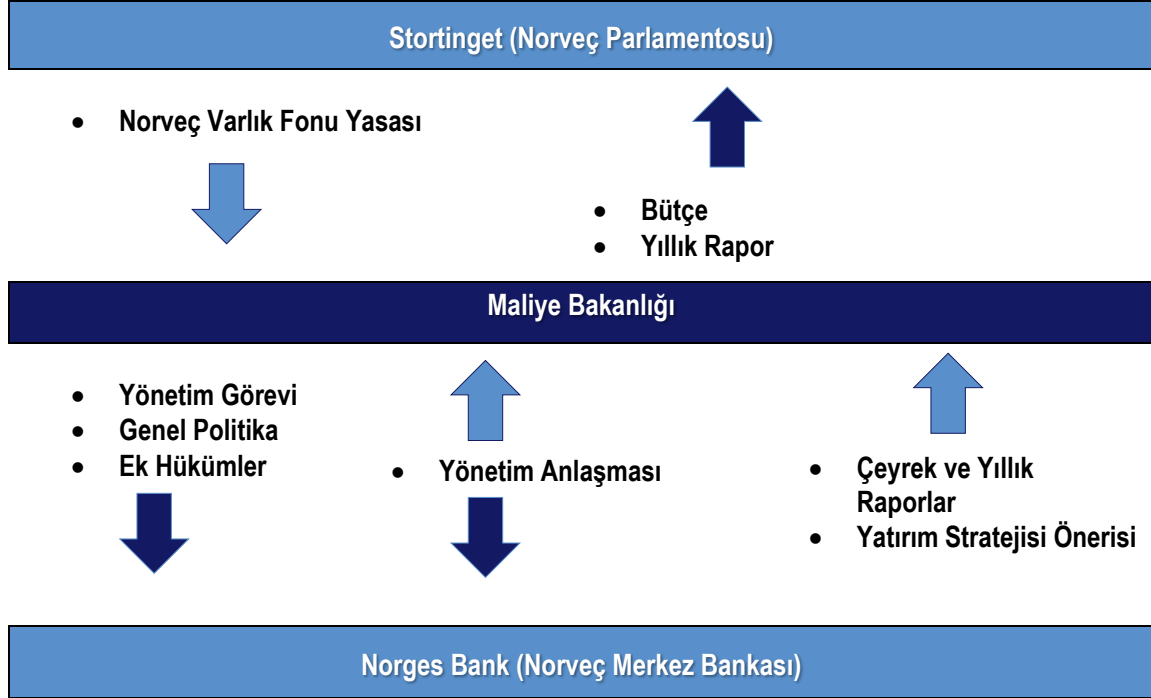 Stortinget (Norveç Parlamentosu)
• Norveç Varlık Fonu Yasası
• Bütçe
• Yıllık Rapor
Maliye Bakanlığı
• Yönetim Görevi
• Genel Politika
• Ek Hükümler
• Yönetim Anlaşması
• Çeyrek ve Yıllık
Raporlar
• Yatırım Stratejisi Önerisi
Norges Bank (Norveç Merkez Bankası)